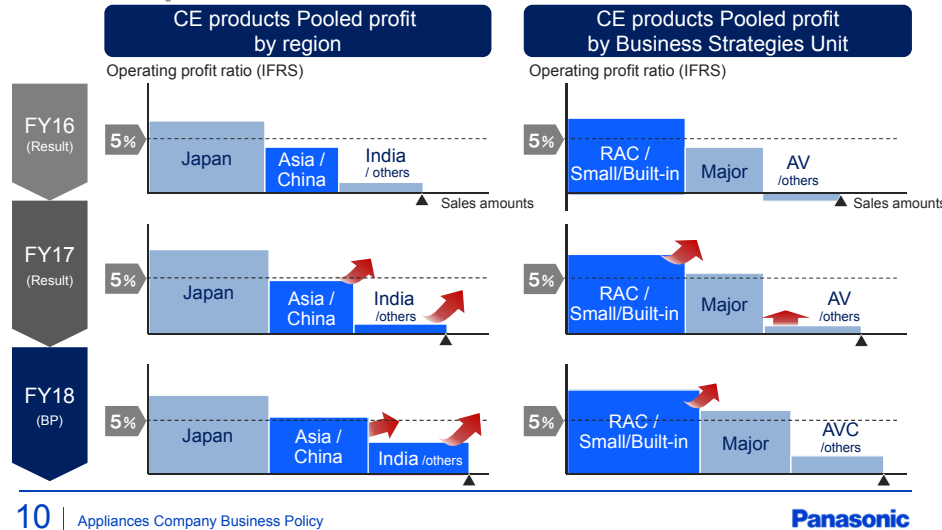 CE products Pooled profit
by region
CE products Pooled profit
by Business Strategies Unit
Operating profit ratio (IFRS)
Operating profit ratio (IFRS)
FY16
(Result)
5%
Japan
Asia /
China
India
/ others
Sales amounts
5%
RAC /
Small/Built-in
Major
AV
/others
Sales amounts
FY17
(Result)
5%
Japan
Asia /
China
India
/others
5%
RAC /
Small/Built-in
Major
AV
/others
FY18
(BP)
5%
Japan
Asia /
China
India /others
5%
RAC /
Small/Built-in
Major
AVC
/others
10
Appliances Company Business Policy
Panasonic